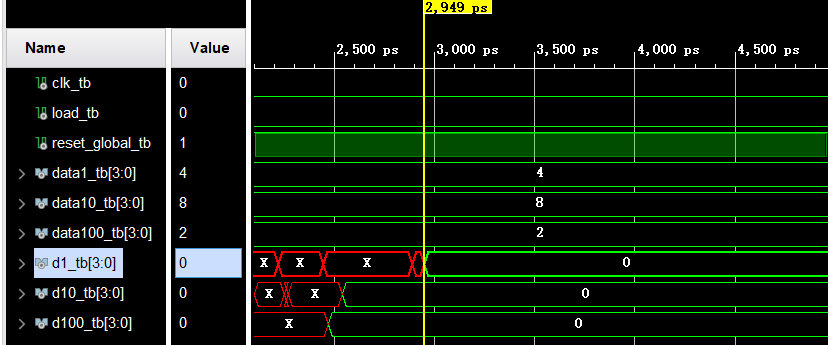 2,949 ps
Name Value 2,500 ps 3,000 ps 3,500 ps 4,000 ps 4,500 ps
clk_tb 0
load_tb 0
reset_global_tb 1
data1_tb[3:0] 4 4
data10_tb[3:0] 8 8
data100_tb[3:0] 2 2
d1_tb[3:0] 0 X X X 0
d10_tb[3:0] 0 X X 0
d100_tb[3:0] 0 X 0